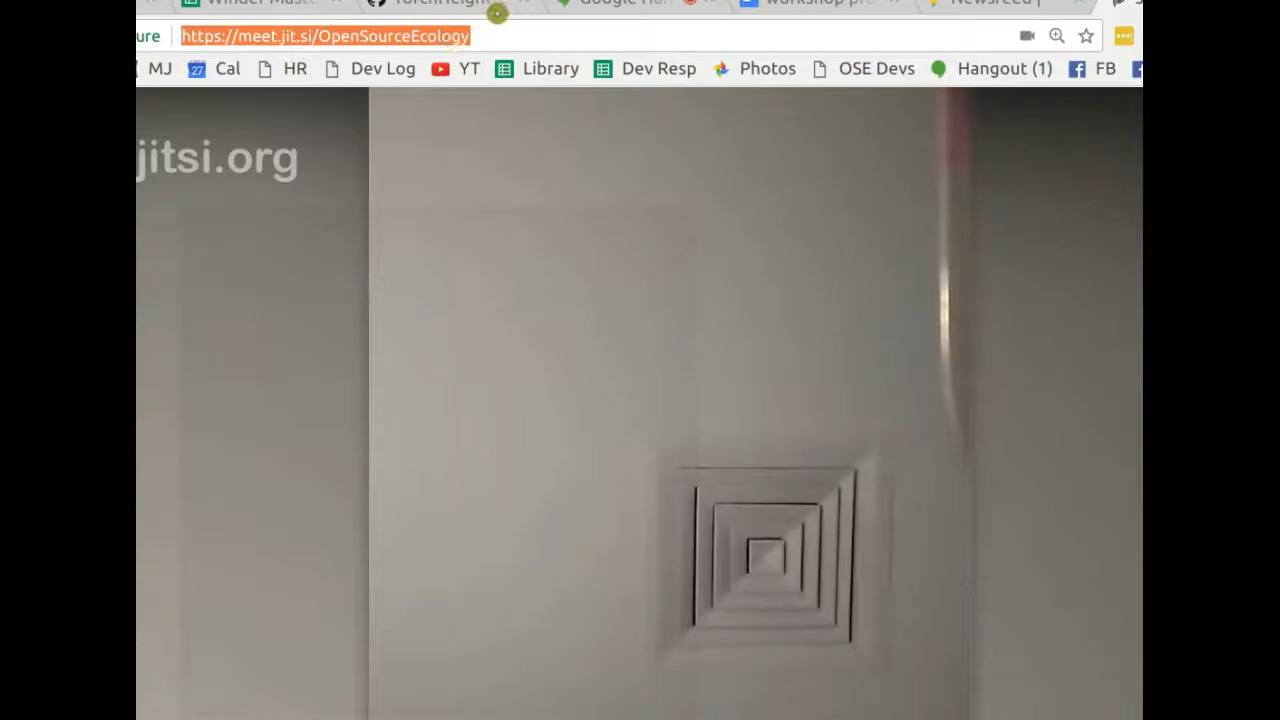 ure https://meet.jit.si/OpenSourceEcology
MJ 27 Cal HR Dev Log YT Library Dev Resp Photos OSE Devs Hangout (1) FB
jitsi.org